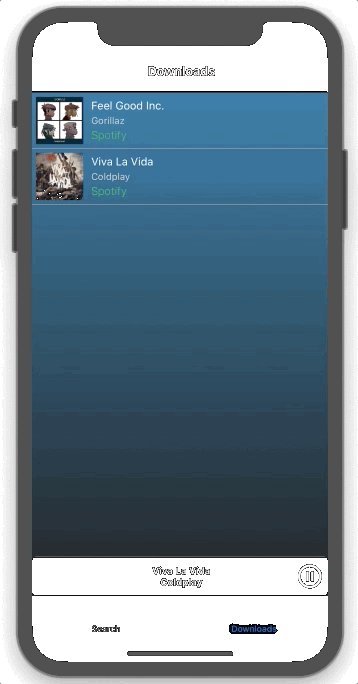 Downloads
Feel Good Inc.
Gorillaz
Spotify
Viva La Vida
Coldplay
Spotify
Viva La Vida
Coldplay
Search
Downloads